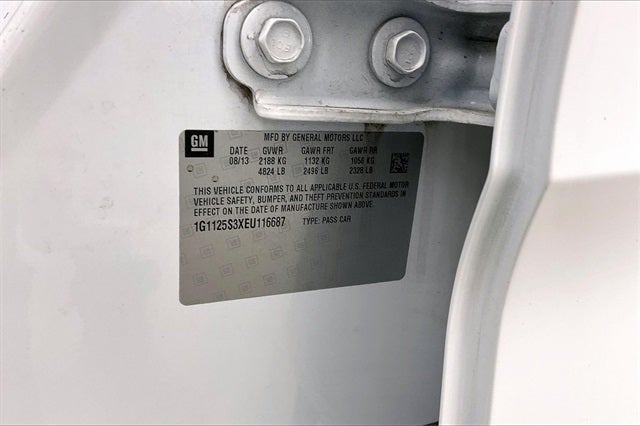 GM
MFD BY GENERAL MOTORS LLC
DATE GVWR GAWR FRT GAWR RR
08/13 2188 KG 1132 KG 1056 KG
4824 LB 2496 LB 2328 LB
THIS VEHICLE CONFORMS TO ALL APPLICABLE U.S. FEDERAL MOTOR
VEHICLE SAFETY, BUMPER, AND THEFT PREVENTION STANDARDS
IN EFFECT ON THE DATE OF MANUFACTURE SHOWN ABOVE.
1G1125S3XEU116687 TYPE: PASS CAR